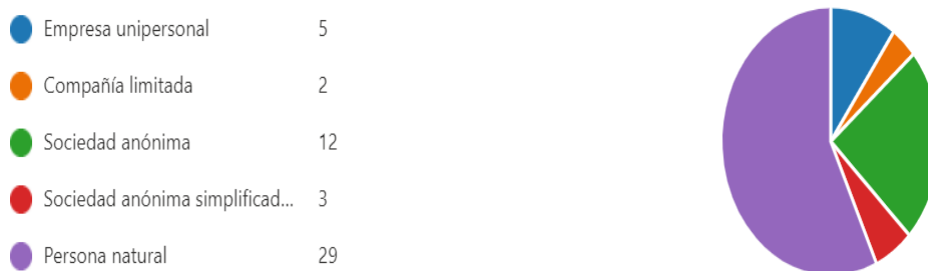 Empresa unipersonal 5
Compañía limitada 2
Sociedad anónima 12
Sociedad anónima simplificad... 3
Persona natural 29